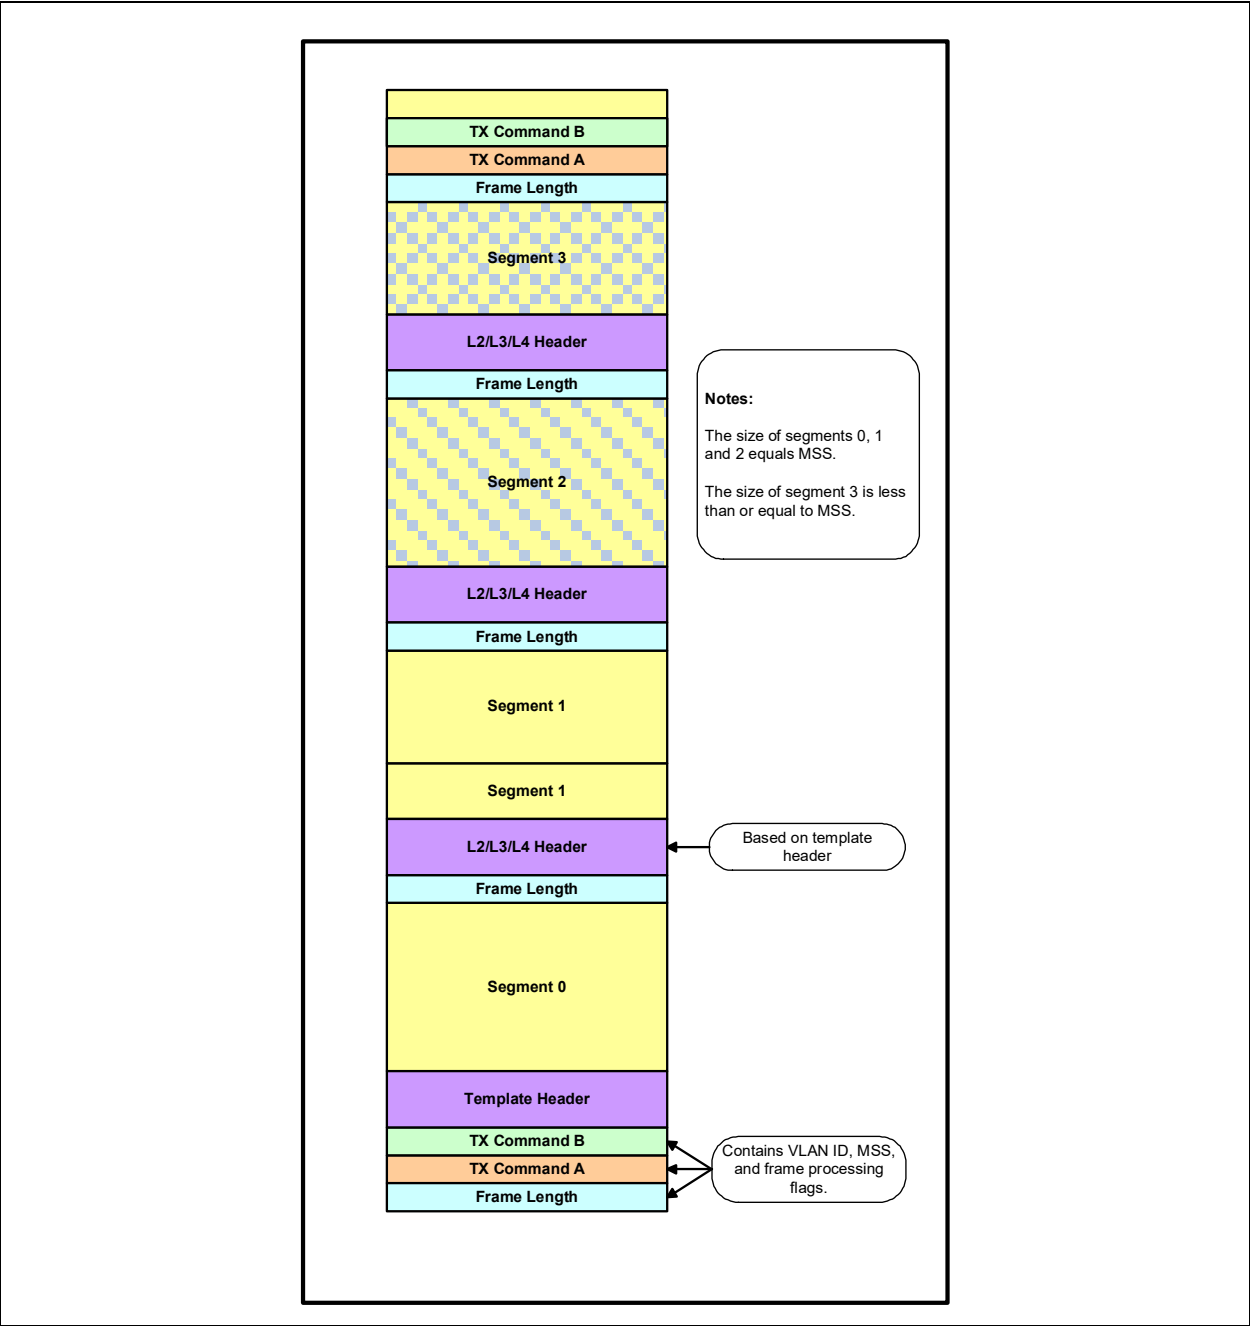 TX Command B
TX Command A
Frame Length
Segment 3
L2/L3/L4 Header
Frame Length
Segment 2
L2/L3/L4 Header
Frame Length
Segment 1
Segment 1
L2/L3/L4 Header
Frame Length
Segment 0
Template Header
TX Command B
TX Command A
Frame Length
Notes:
The size of segments 0, 1
and 2 equals MSS.
The size of segment 3 is less
than or equal to MSS.
Based on template
header
Contains VLAN ID, MSS,
and frame processing
flags.